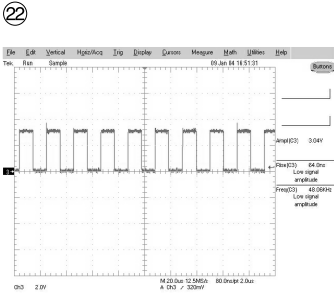 22
File Edit Vertical Horiz/Acq Trig Display Cursors Measure Math Utilities Help
Tek Run Sample 09 Jan 04 16:51:31 Buttons
Ampl(C3) 3.04V
Rise(C3) 64.0ns
Low signal
amplitude
Freq(C3) 48.08KHz
Low signal
amplitude
3
Ch3 2.0V M 20.0us 12.5MS/s 80.0ns/pt 2.0us
A Ch3 320mV